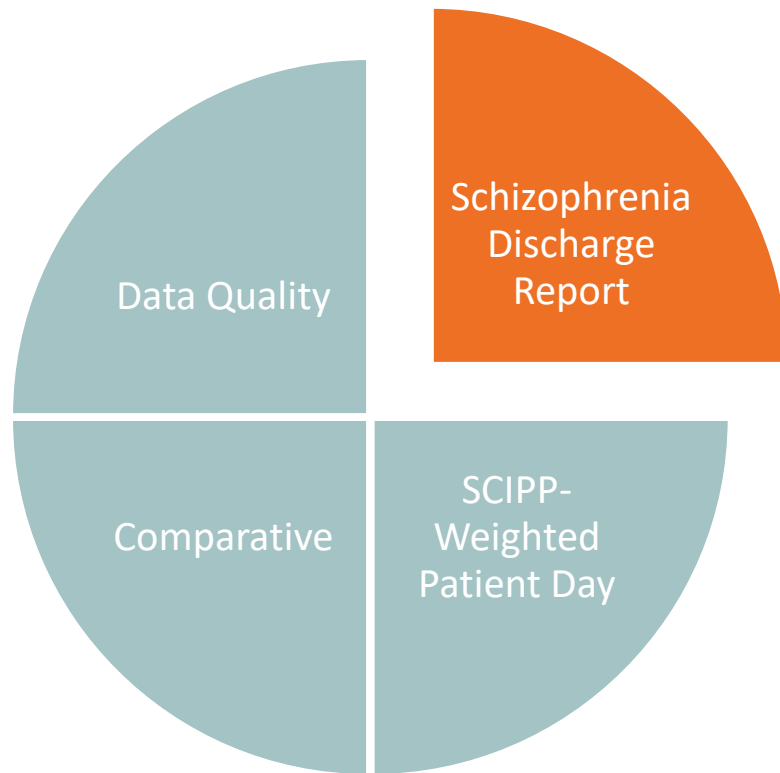 Schizophrenia
Discharge
Report
Data Quality
Comparative
SCIPP-
Weighted
Patient Day